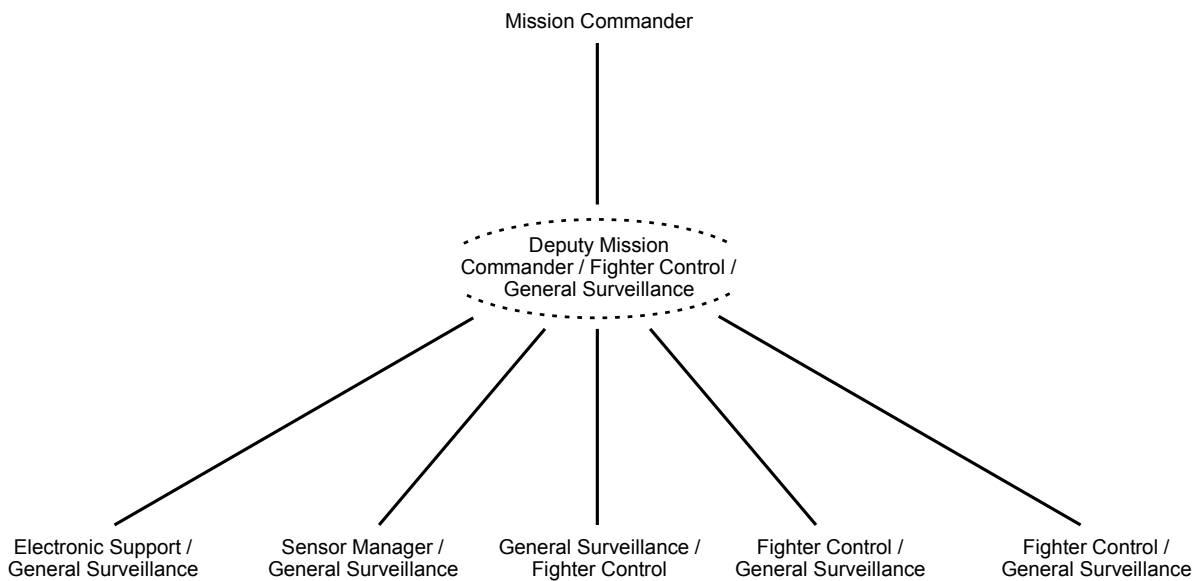 Mission Commander
Deputy Mission
Commander / Fighter Control /
General Surveillance
Electronic Support /
General Surveillance
Sensor Manager /
General Surveillance
General Surveillance /
Fighter Control
Fighter Control /
General Surveillance
Fighter Control /
General Surveillance